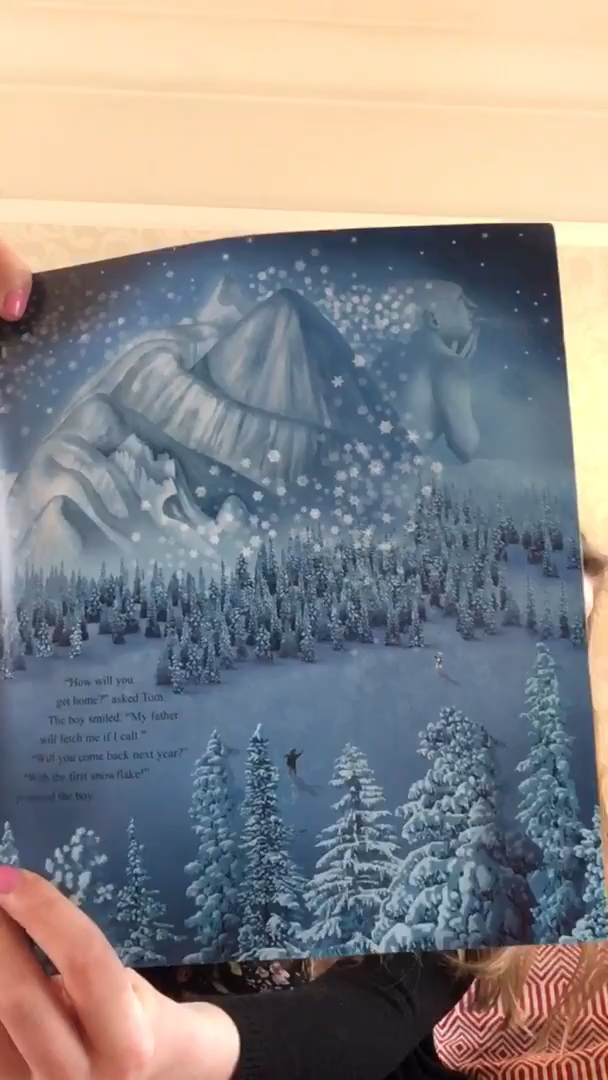 "How will you
get home?" asked Tom.
The boy smiled. "My father
will fetch me if I call."
"Will you come back next year?"
"With the first snowflake!"
promised the boy.